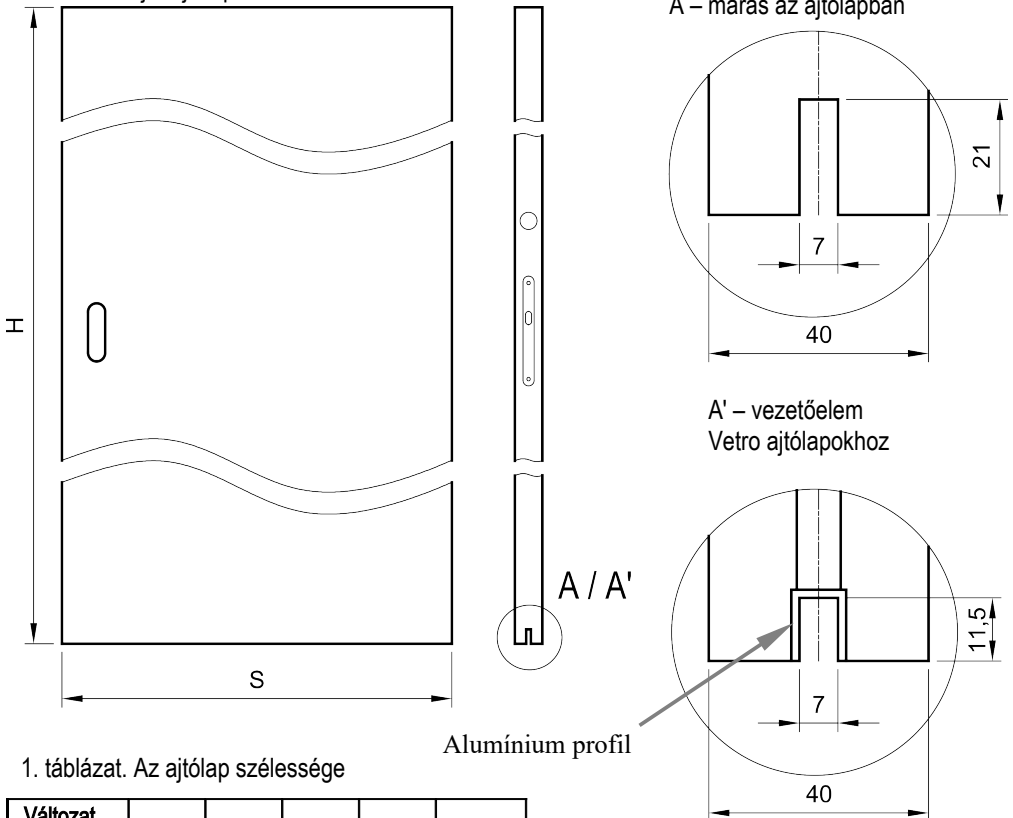 A – marás az ajtólapban
21
7
40
H
A' – vezetőelem
Vetro ajtólapokhoz
A / A'
11,5
S
7
Alumínium profil
40
1. táblázat. Az ajtólap szélessége
Változat